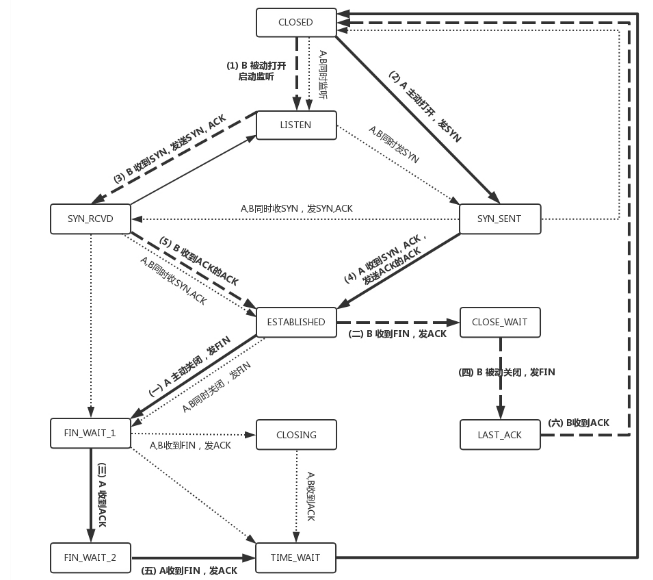 CLOSED
(1) B 被动打开
启动监听
A,B同时监听
(2) A 主动打开，发SYN
LISTEN
(3) B 收到SYN, 发送SYN, ACK
A,B同时发SYN
SYN_RCVD
A,B同时收SYN，发SYN,ACK
SYN_SENT
(5) B 收到ACK的ACK
A,B同时收SYN,ACK
(4) A 收到SYN, ACK，
发送ACK的ACK
ESTABLISHED
(二) B 收到FIN，发ACK
CLOSE_WAIT
(一) A 主动关闭，发FIN
A,B同时关闭，发FIN
(四) B 被动关闭，发FIN
FIN_WAIT_1
A,B收到FIN，发ACK
CLOSING
LAST_ACK
(六) B收到ACK
(三) A 收到ACK
A,B收到ACK
FIN_WAIT_2
(五) A收到FIN，发ACK
TIME_WAIT